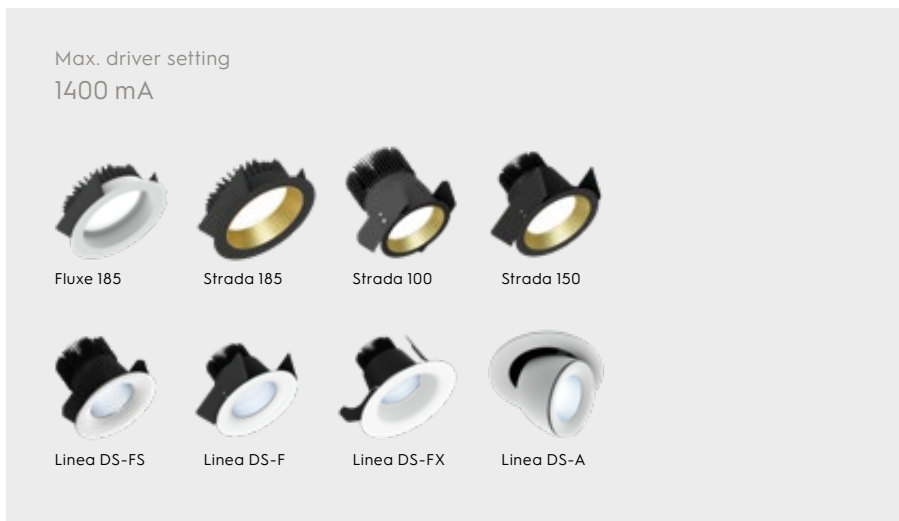 Max. driver setting
1400 mA
Fluxe 185
Strada 185
Strada 100
Strada 150
Linea DS-FS
Linea DS-F
Linea DS-FX
Linea DS-A